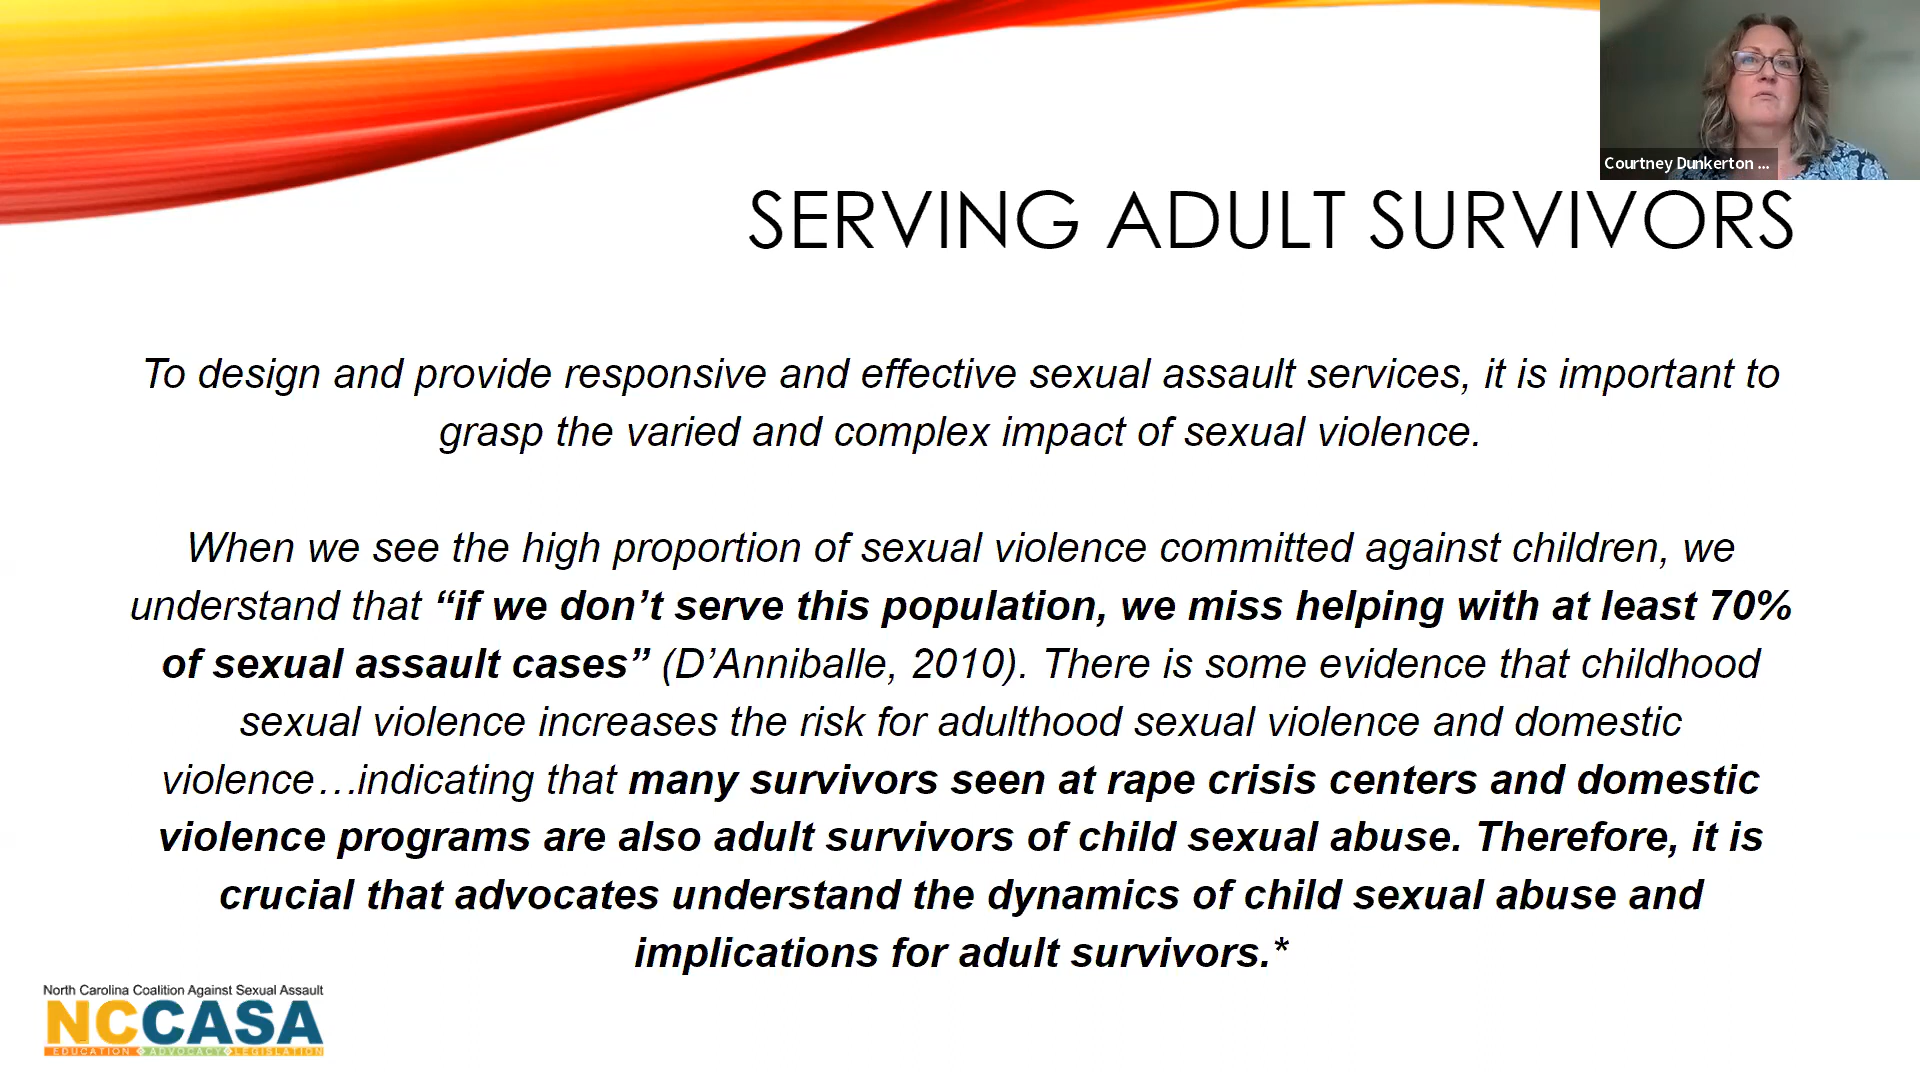 Courtney Dunkerton ...
SERVING ADULT SURVIVORS
To design and provide responsive and effective sexual assault services, it is important to
grasp the varied and complex impact of sexual violence.
When we see the high proportion of sexual violence committed against children, we
understand that “if we don’t serve this population, we miss helping with at least 70%
of sexual assault cases” (D’Anniballe, 2010). There is some evidence that childhood
sexual violence increases the risk for adulthood sexual violence and domestic
violence…indicating that many survivors seen at rape crisis centers and domestic
violence programs are also adult survivors of child sexual abuse. Therefore, it is
crucial that advocates understand the dynamics of child sexual abuse and
implications for adult survivors.*
North Carolina Coalition Against Sexual Assault
NCCASA
EDUCATION ADVOCACY LEGISLATION